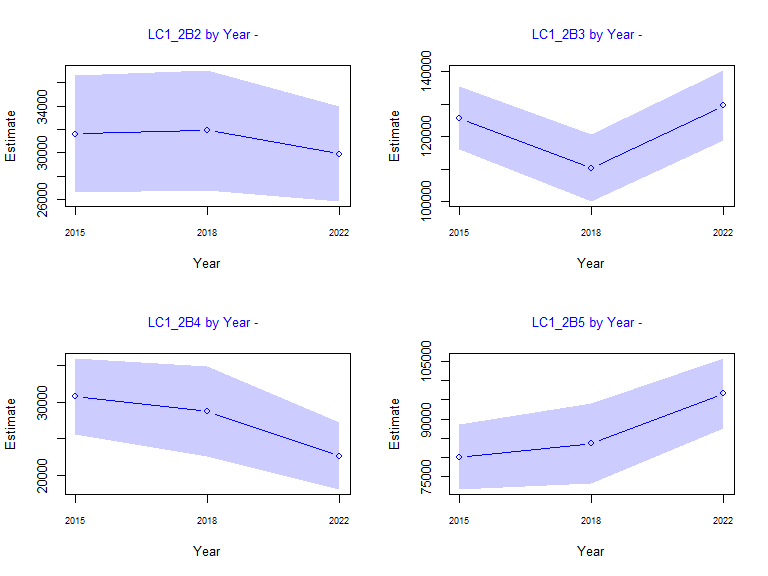 LC1_2B2 by Year -
Estimate
34000
30000
26000
2015 2018 2022
Year
LC1_2B3 by Year -
Estimate
140000
120000
100000
2015 2018 2022
Year
LC1_2B4 by Year -
Estimate
30000
20000
2015 2018 2022
Year
LC1_2B5 by Year -
Estimate
105000
90000
75000
2015 2018 2022
Year